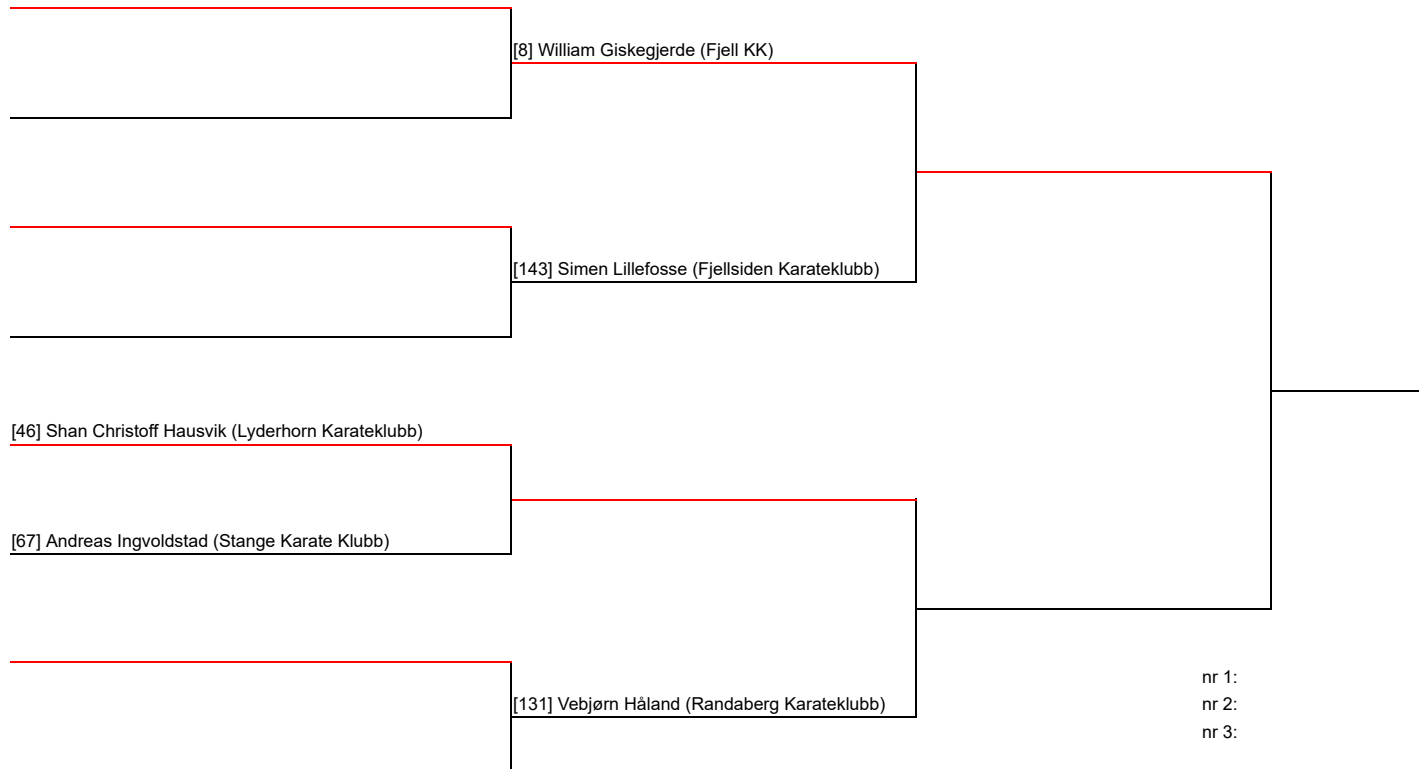 [8] William Giskegjerde (Fjell KK)
[143] Simen Lillefosse (Fjellsiden Karateklubb)
[46] Shan Christoff Hausvik (Lyderhorn Karateklubb)
[67] Andreas Ingvoldstad (Stange Karate Klubb)
[131] Vebjørn Håland (Randaberg Karateklubb)
nr 1:
nr 2:
nr 3: